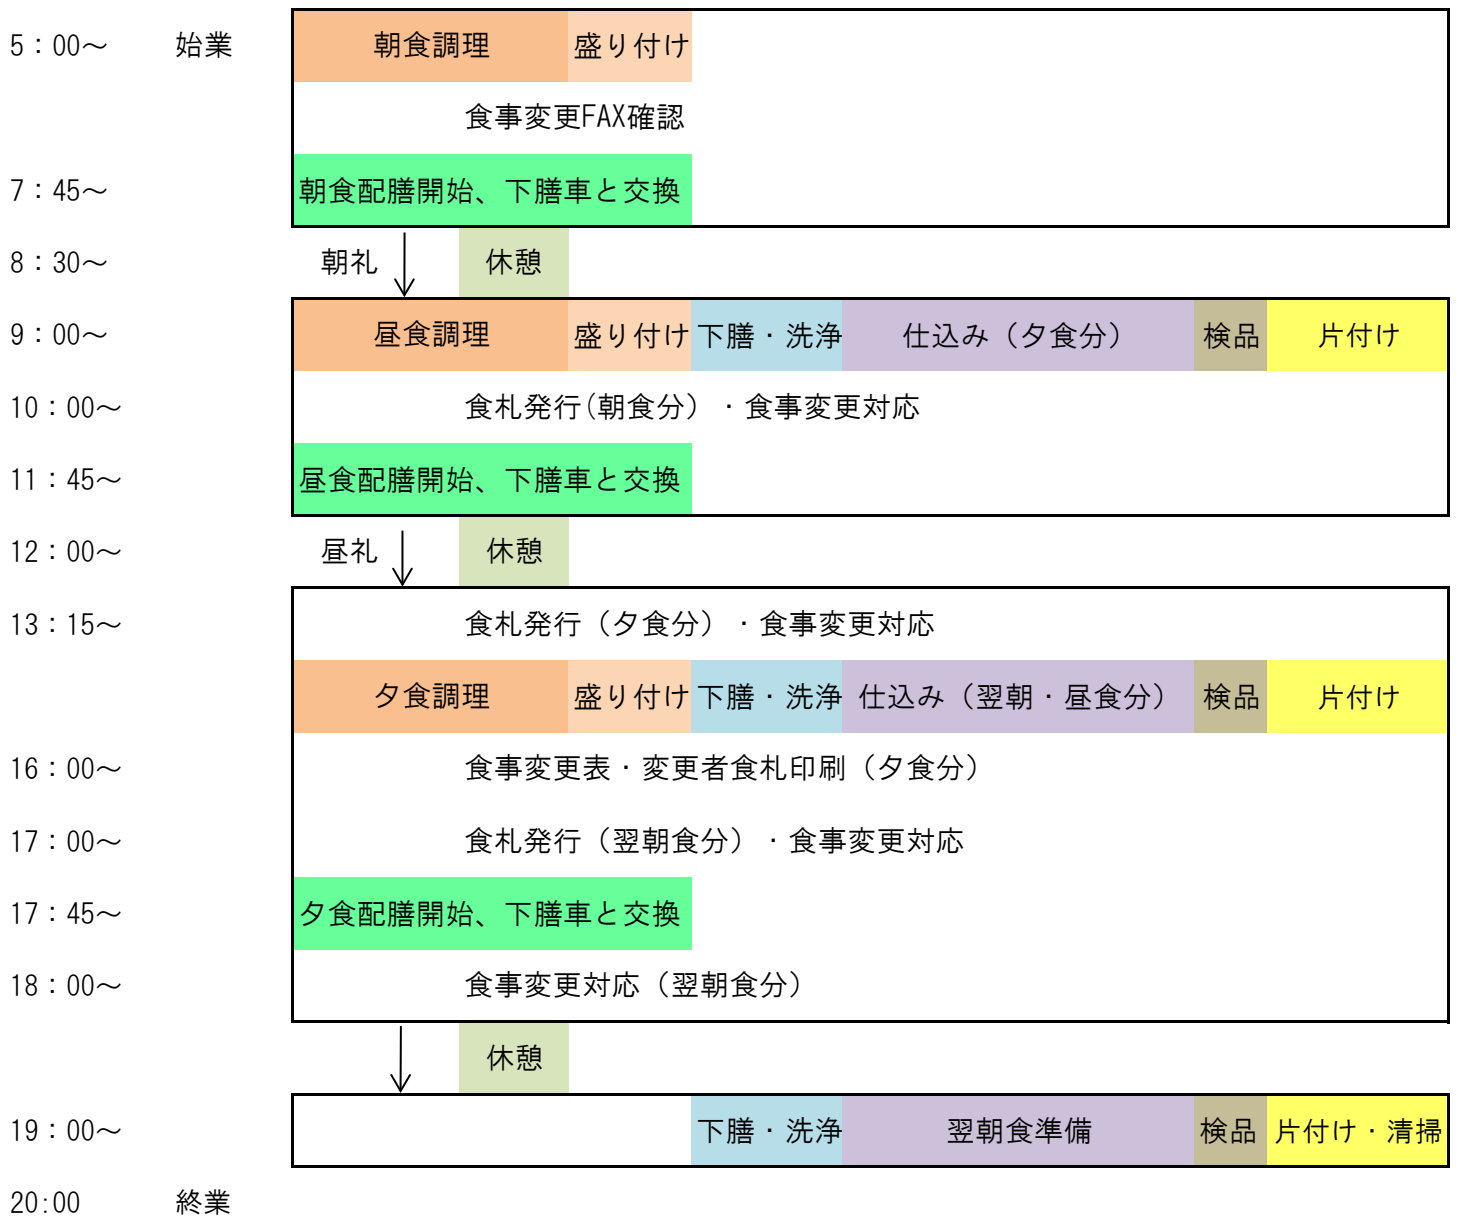 5：00～ 始業 朝食調理 盛り付け
食事変更FAX確認
7：45～ 朝食配膳開始、下膳車と交換
8：30～ 朝礼 休憩
9：00～ 昼食調理 盛り付け 下膳・洗浄 仕込み（夕食分） 検品 片付け
10：00～ 食札発行(朝食分）・食事変更対応
11：45～ 昼食配膳開始、下膳車と交換
12：00～ 昼礼 休憩
13：15～ 食札発行（夕食分）・食事変更対応
夕食調理 盛り付け 下膳・洗浄 仕込み（翌朝・昼食分） 検品 片付け
16：00～ 食事変更表・変更者食札印刷（夕食分）
17：00～ 食札発行（翌朝食分）・食事変更対応
17：45～ 夕食配膳開始、下膳車と交換
18：00～ 食事変更対応（翌朝食分）
休憩
19：00～ 下膳・洗浄 翌朝食準備 検品 片付け・清掃
20:00 終業